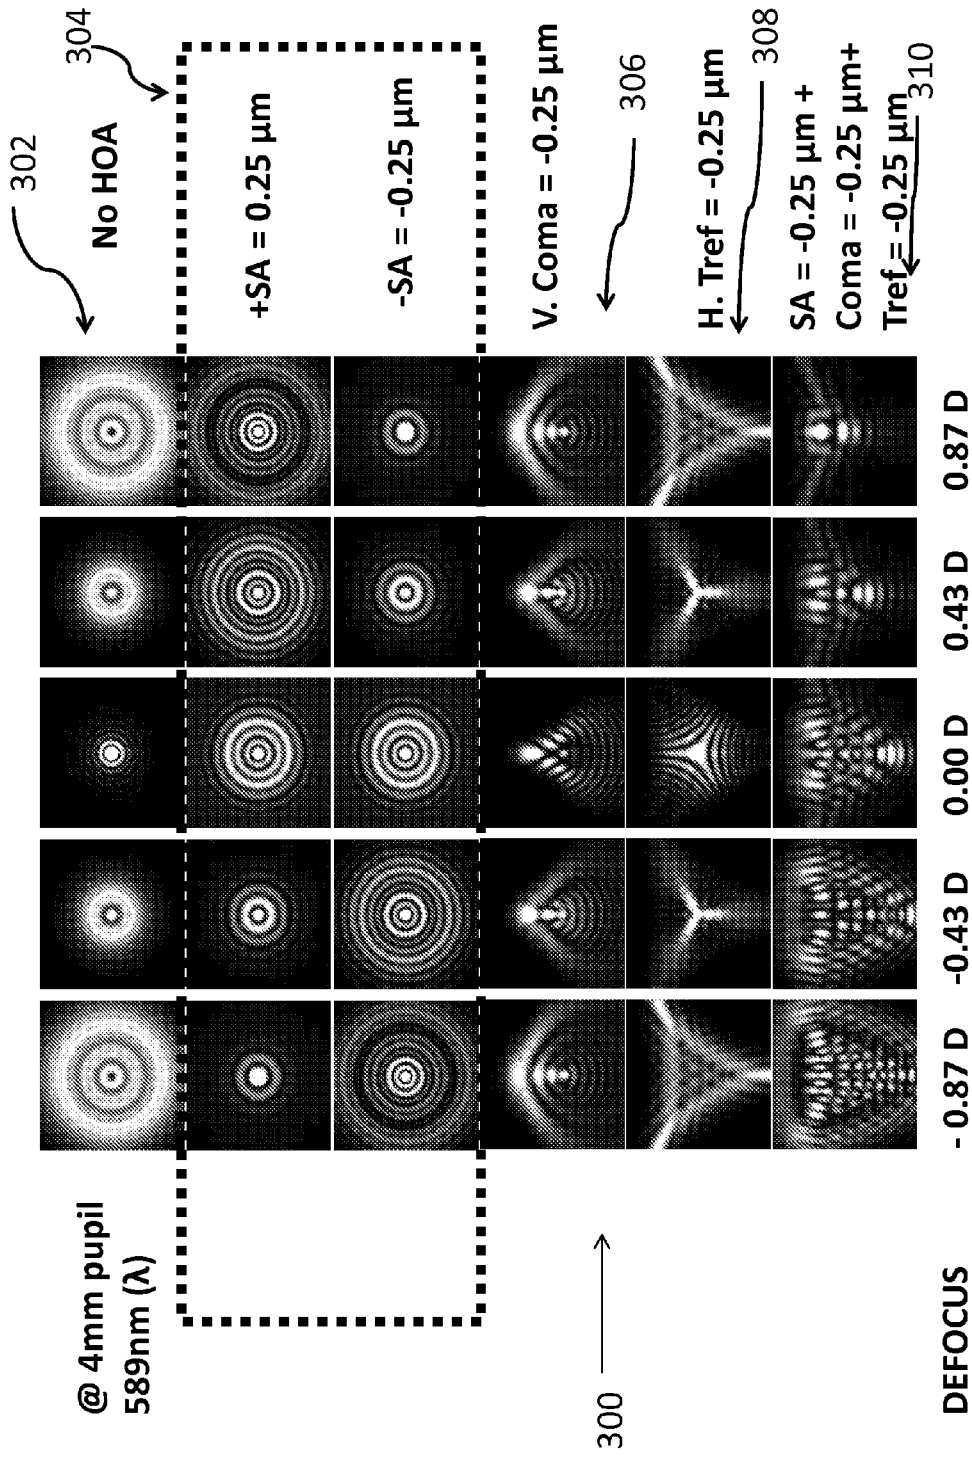 302
304
No HOA
+SA = 0.25 µm
-SA = -0.25 µm
V. Coma = -0.25 µm
306
H. Tref = -0.25 µm
308
SA = -0.25 µm +
Coma = -0.25 µm+
Tref = -0.25 µm
310
@ 4mm pupil
589nm (λ)
300
DEFOCUS
- 0.87 D
-0.43 D
0.00 D
0.43 D
0.87 D